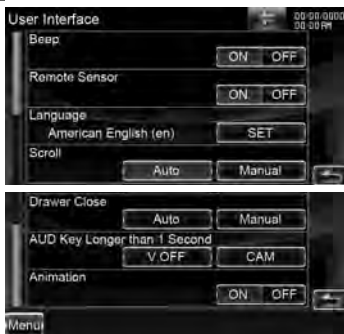 User Interface
00/00/0000
00:00 PM
Beep
ON OFF
Remote Sensor
ON OFF
Language
American English (en) SET
Scroll
Auto Manual
Drawer Close
Auto Manual
AUD Key Longer than 1 Second
V.OFF CAM
Animation
ON OFF
Menu